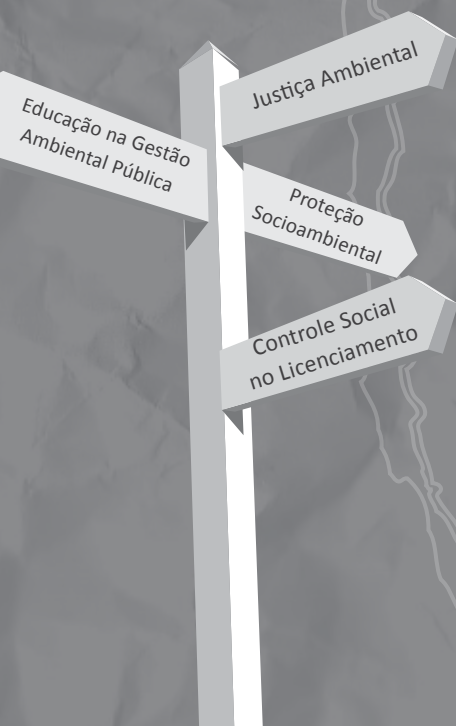 Justiça Ambiental
Educação na Gestão
Ambiental Pública
Proteção
Socioambiental
Controle Social
no Licenciamento